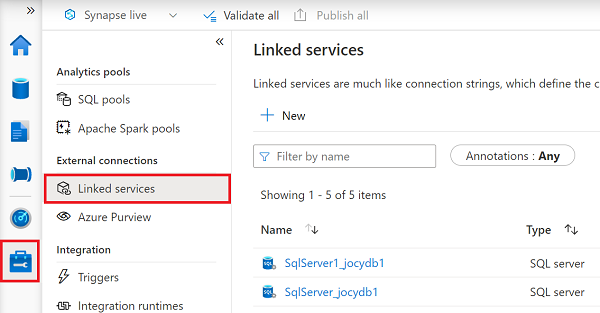 Synapse live
Validate all
Publish all
Analytics pools
SQL pools
Apache Spark pools
External connections
Linked services
Azure Purview
Integration
Triggers
Integration runtimes
Linked services
Linked services are much like connection strings, which define the c
New
Filter by name
Annotations : Any
Showing 1 - 5 of 5 items
Name Type
SqlServer1_jocydb1 SQL server
SqlServer_jocydb1 SQL server